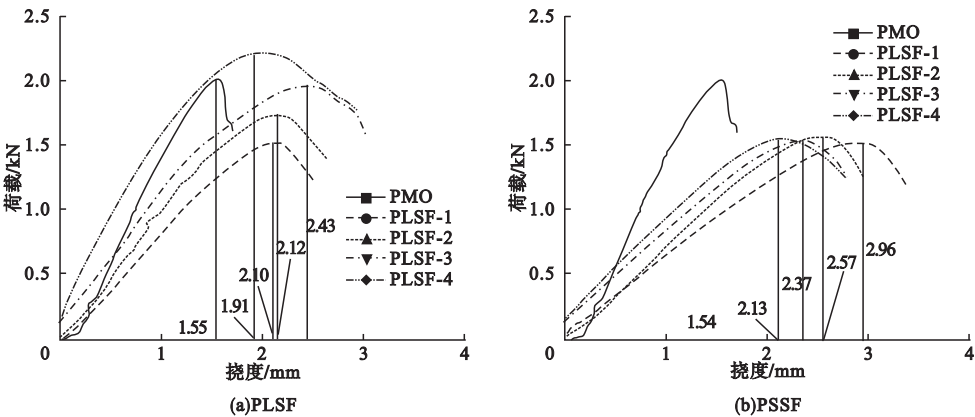 2.5
2.0
1.5
1.0
0.5
0
荷载/kN
1
2
3
4
挠度/mm
1.55
1.91
2.10
2.12
2.43
PMO
PLSF-1
PLSF-2
PLSF-3
PLSF-4
(a)PLSF
2.5
2.0
1.5
1.0
0.5
0
荷载/kN
1
2
3
4
挠度/mm
1.54
2.13
2.37
2.57
2.96
PMO
PLSF-1
PLSF-2
PLSF-3
PLSF-4
(b)PSSF